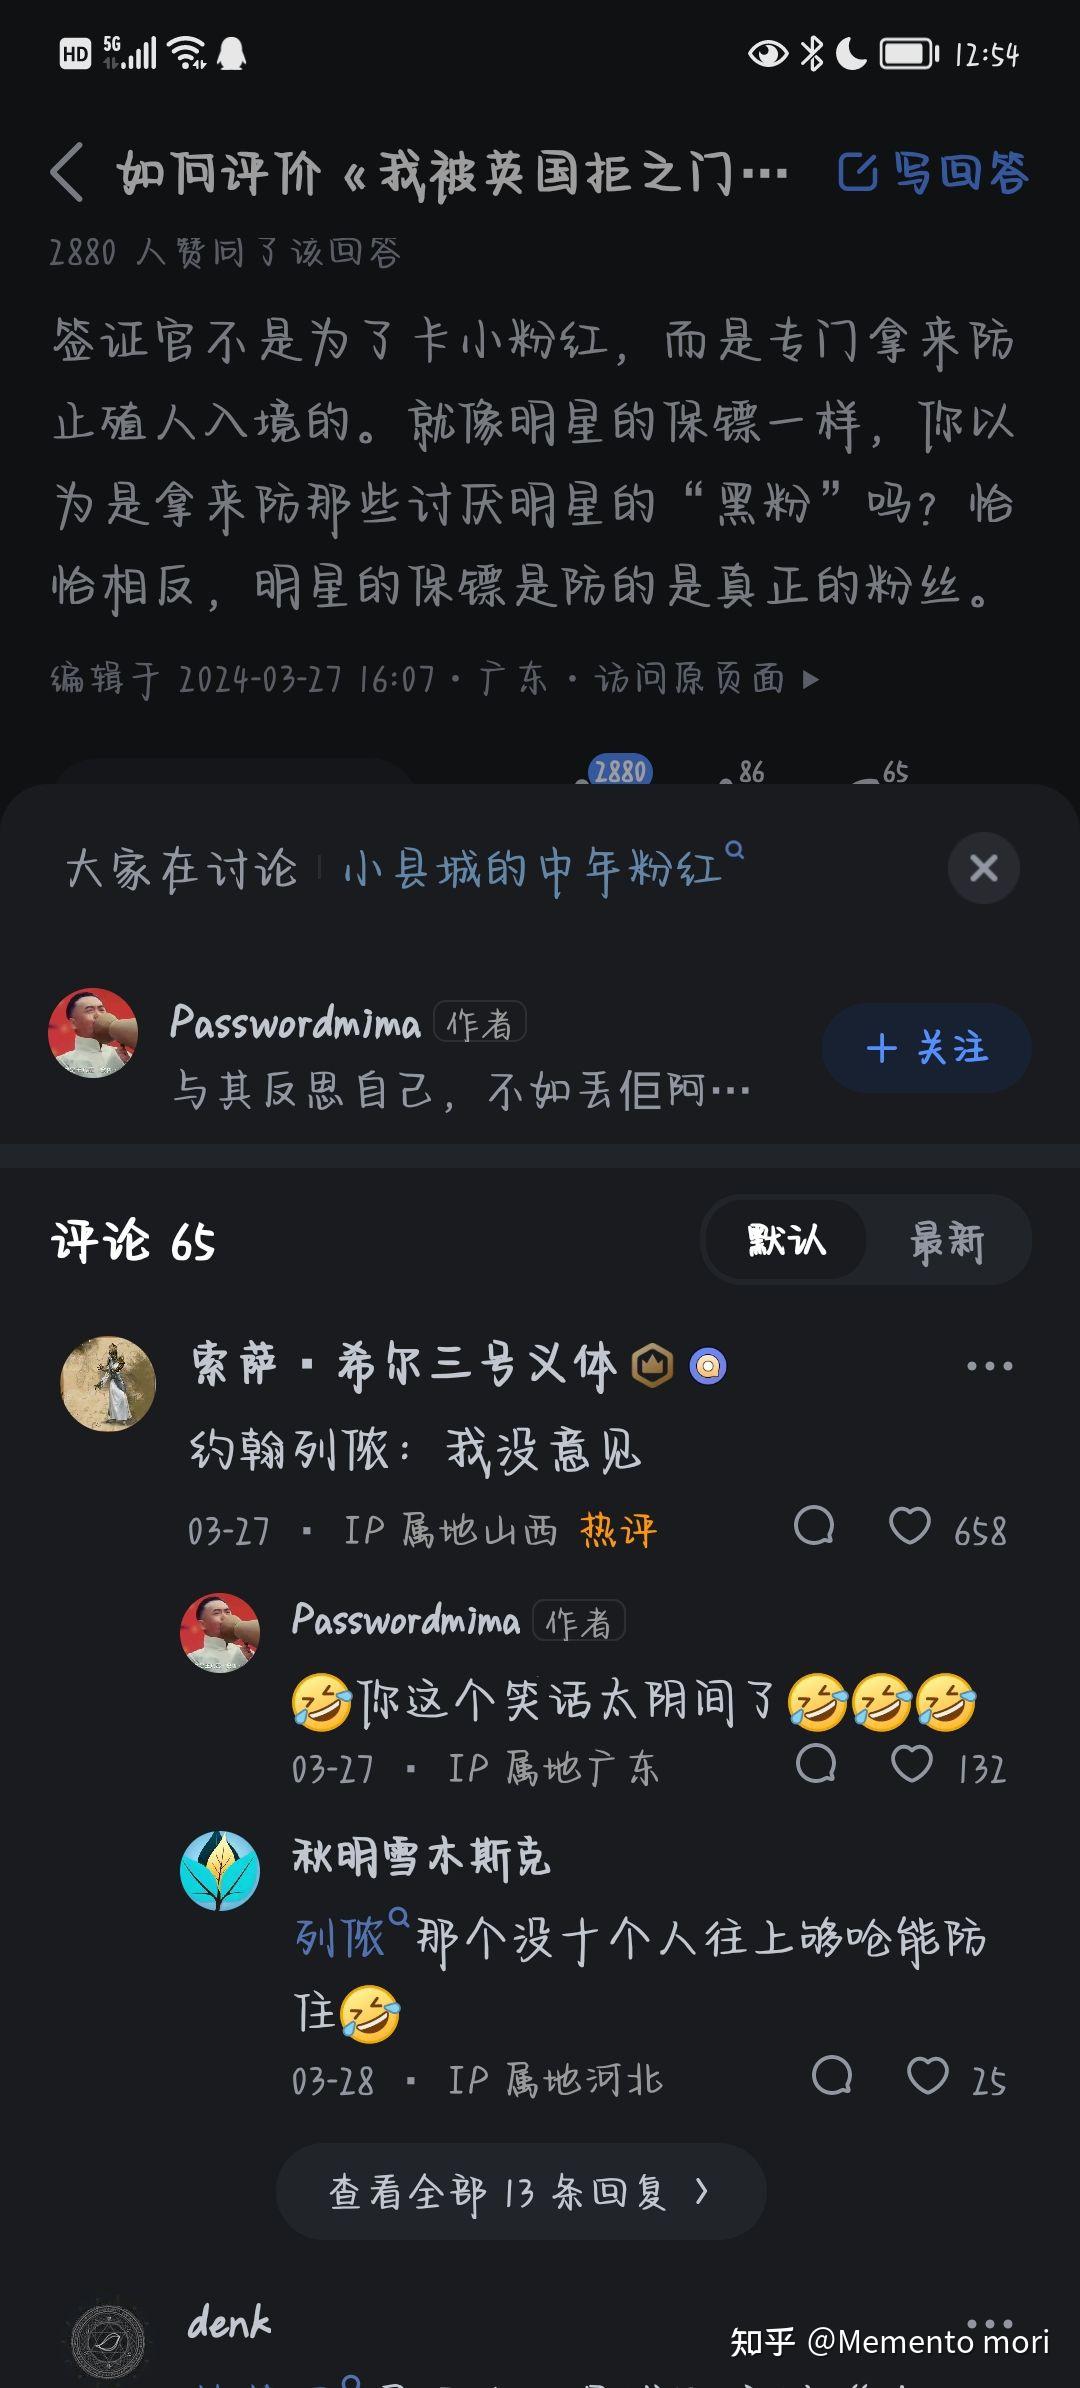 HD 5G 12:54
如何评价《我被英国拒之门… 写回答
2880 人赞同了该回答
签证官不是为了卡小粉红，而是专门拿来防
止殖人入境的。就像明星的保镖一样，你以
为是拿来防那些讨厌明星的“黑粉”吗？恰
恰相反，明星的保镖是防的是真正的粉丝。
编辑于 2024-03-27 16:07・广东・访问原页面 ▸
2880 86 65
大家在讨论 小县城的中年粉红
Passwordmima 作者
+ 关注
与其反思自己，不如丢佢阿…
评论 65 默认 最新
索萨・希尔三号义体
约翰列侬：我没意见
03-27 ・ IP 属地山西 热评 658
Passwordmima 作者
🤣你这个笑话太阴间了🤣🤣🤣
03-27 ・ IP 属地广东 132
秋明雪木斯克
列侬那个没十个人往上够呛能防
住🤣
03-28 ・ IP 属地河北 25
查看全部 13 条回复 >
denk
知乎 @Memento mori